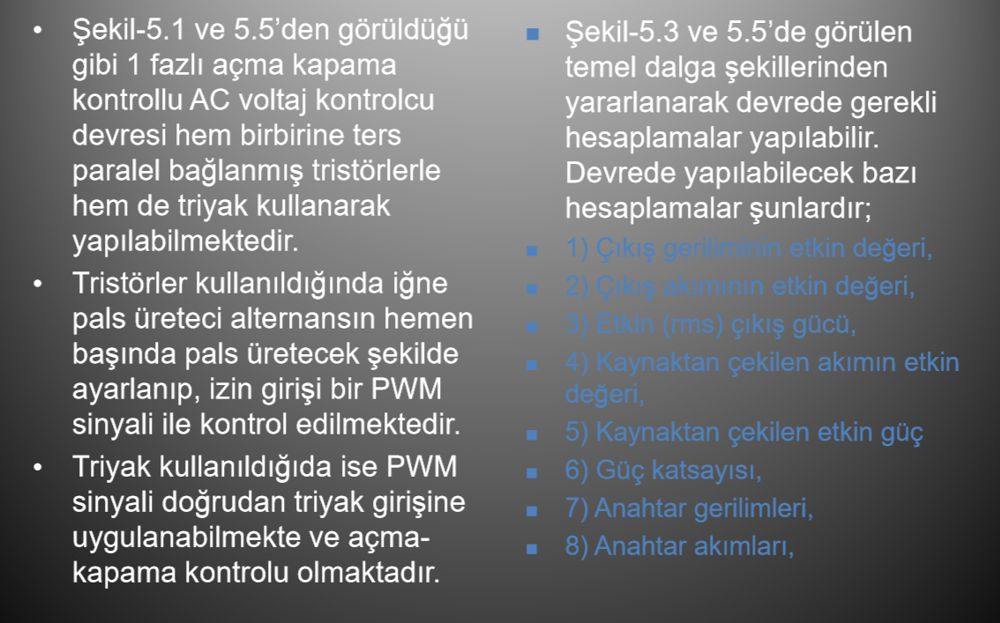 • Şekil-5.1 ve 5.5’den görüldüğü
gibi 1 fazlı açma kapama
kontrollu AC voltaj kontrolcu
devresi hem birbirine ters
paralel bağlanmış tristörlerle
hem de triyak kullanarak
yapılabilmektedir.
• Tristörler kullanıldığında iğne
pals üreteci alternansın hemen
başında pals üretecek şekilde
ayarlanıp, izin girişi bir PWM
sinyali ile kontrol edilmektedir.
• Triyak kullanıldığıda ise PWM
sinyali doğrudan triyak girişine
uygulanabilmekte ve açma-
kapama kontrolu olmaktadır.
■ Şekil-5.3 ve 5.5’de görülen
temel dalga şekillerinden
yararlanarak devrede gerekli
hesaplamalar yapılabilir.
Devrede yapılabilecek bazı
hesaplamalar şunlardır;
■ 1) Çıkış geriliminin etkin değeri,
■ 2) Çıkış akımının etkin değeri,
■ 3) Etkin (rms) çıkış gücü,
■ 4) Kaynaktan çekilen akımın etkin
değeri,
■ 5) Kaynaktan çekilen etkin güç
■ 6) Güç katsayısı,
■ 7) Anahtar gerilimleri,
■ 8) Anahtar akımları,